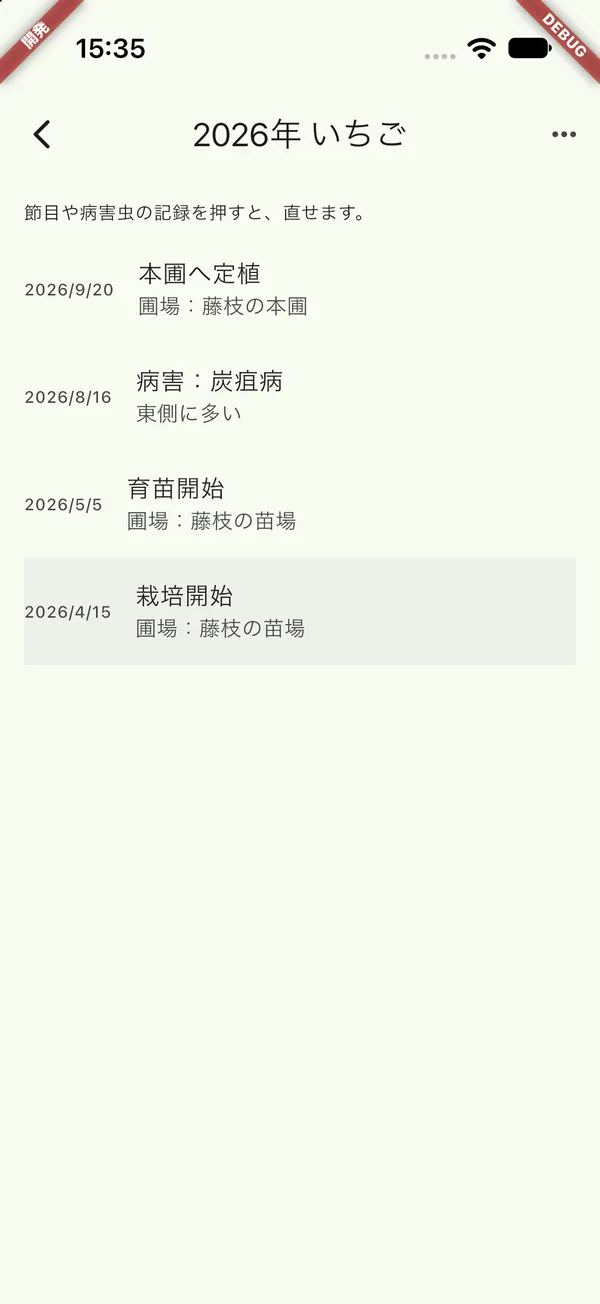 開発
DEBUG
15:35
2026年 いちご
節目や病害虫の記録を押すと、直せます。
2026/9/20
本圃へ定植
圃場：藤枝の本圃
2026/8/16
病害：炭疽病
東側に多い
2026/5/5
育苗開始
圃場：藤枝の苗場
2026/4/15
栽培開始
圃場：藤枝の苗場